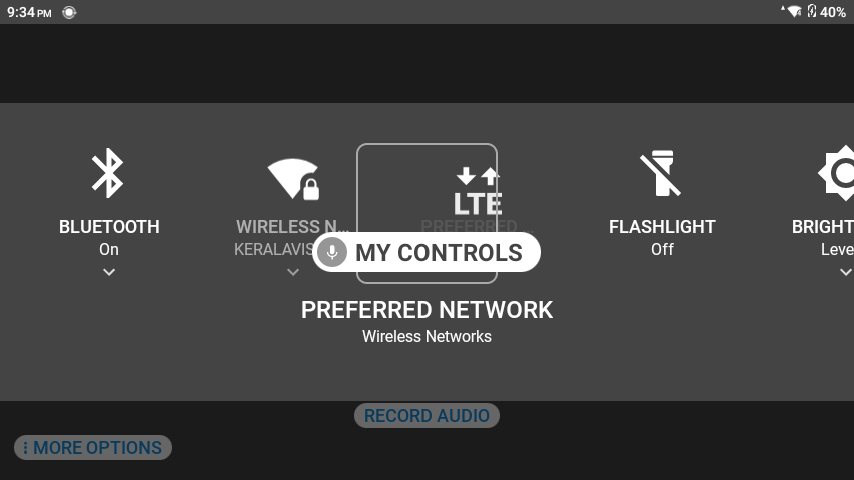 9:34 PM
40%
LTE
BLUETOOTH
On
WIRELESS N...
KERALAVIS
PREFERRED ...
FLASHLIGHT
Off
BRIGHT
Leve
MY CONTROLS
PREFERRED NETWORK
Wireless Networks
RECORD AUDIO
MORE OPTIONS